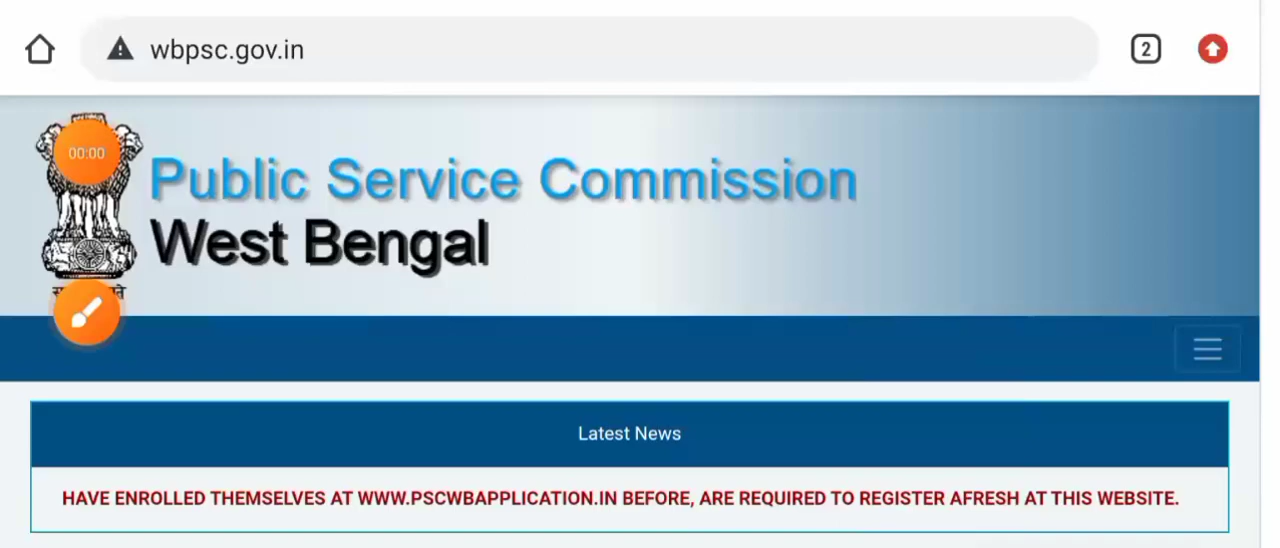 wbpsc.gov.in
2
00:00
Public Service Commission
West Bengal
Latest News
HAVE ENROLLED THEMSELVES AT WWW.PSCWBAPPLICATION.IN BEFORE, ARE REQUIRED TO REGISTER AFRESH AT THIS WEBSITE.